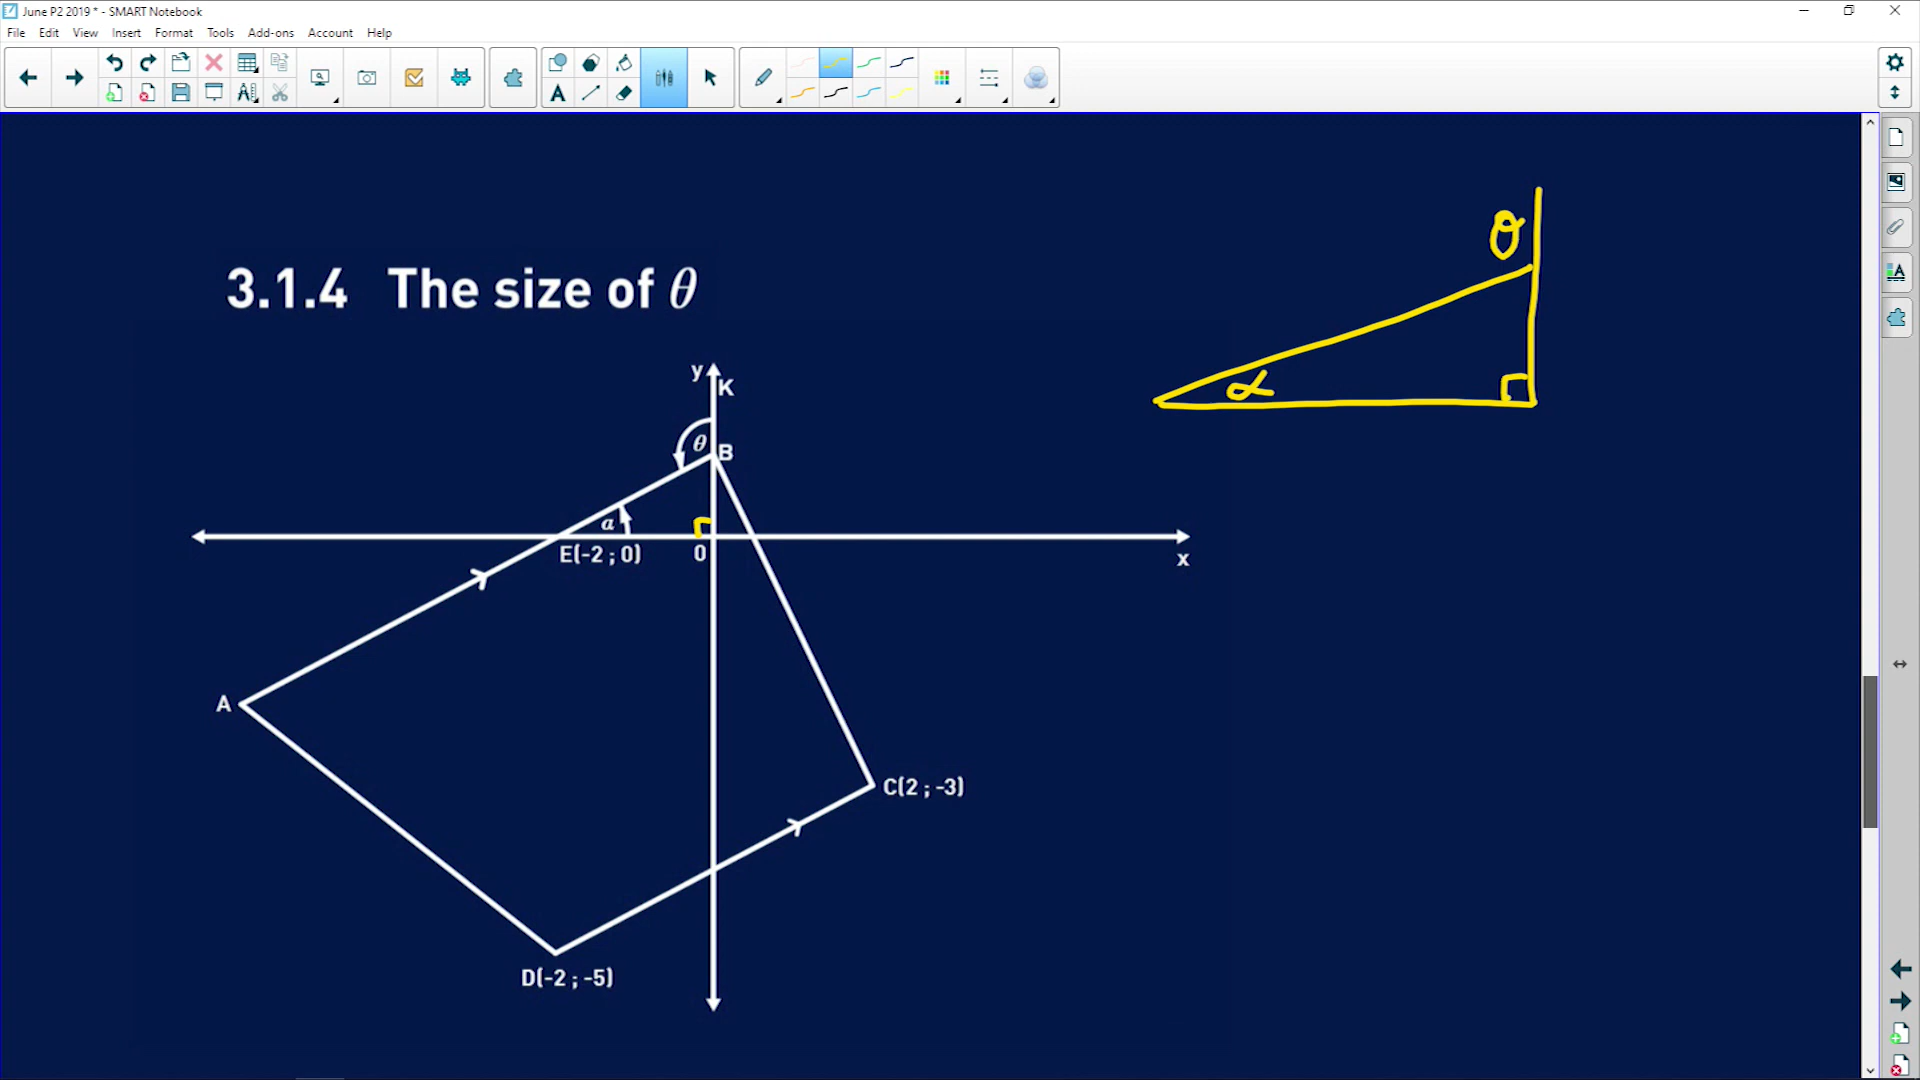 June P2 2019 * - SMART Notebook
File Edit View Insert Format Tools Add-ons Account Help
3.1.4 The size of θ
θ
α
y
K
θ
B
α
E(-2 ; 0)
0
x
A
C(2 ; -3)
D(-2 ; -5)